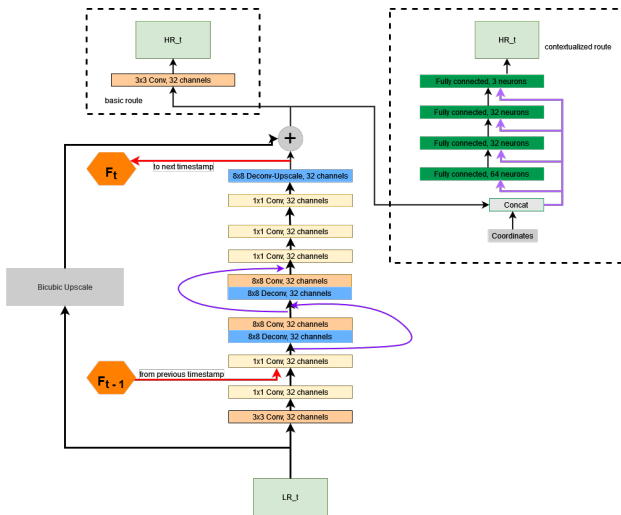 HR_t
3x3 Conv, 32 channels
basic route
HR_t
contextualized route
Fully connected, 3 neurons
Fully connected, 32 neurons
Fully connected, 32 neurons
Fully connected, 64 neurons
Concat
Coordinates
+
F t
to next timestamp
8x8 Deconv-Upscale, 32 channels
1x1 Conv, 32 channels
1x1 Conv, 32 channels
1x1 Conv, 32 channels
8x8 Conv, 32 channels
8x8 Deconv, 32 channels
Bicubic Upscale
8x8 Conv, 32 channels
8x8 Deconv, 32 channels
1x1 Conv, 32 channels
F t - 1
from previous timestamp
1x1 Conv, 32 channels
3x3 Conv, 32 channels
LR_t